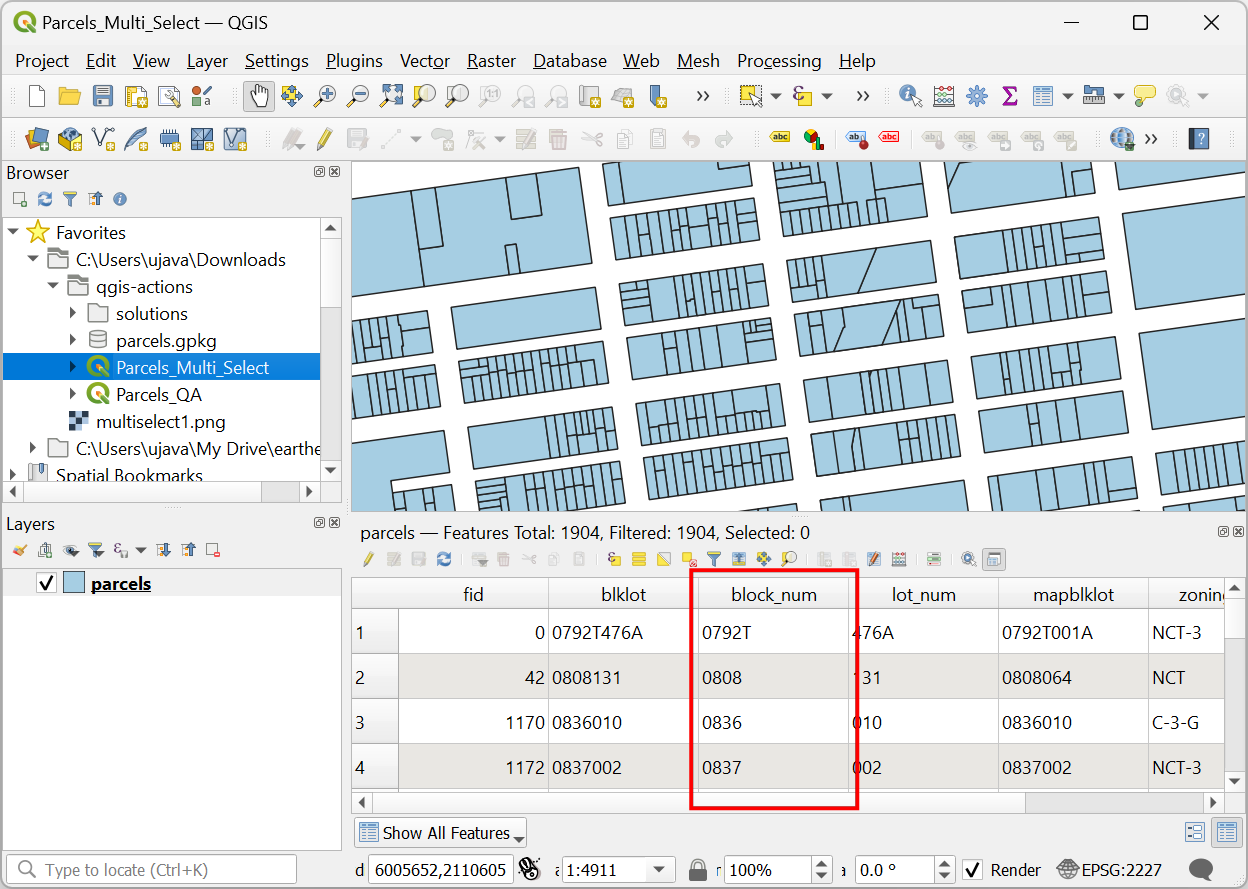 Parcels_Multi_Select — QGIS
Project Edit View Layer Settings Plugins Vector Raster Database Web Mesh Processing Help
Browser
Favorites
C:\Users\ujava\Downloads
qgis-actions
solutions
parcels.gpkg
Parcels_Multi_Select
Parcels_QA
multiselect1.png
C:\Users\ujava\My Drive\earthe
Spatial Bookmarks
Layers
parcels
parcels — Features Total: 1904, Filtered: 1904, Selected: 0
fid blklot block_num lot_num mapblklot zoning
1 0 0792T476A 0792T 476A 0792T001A NCT-3
2 42 0808131 0808 131 0808064 NCT
3 1170 0836010 0836 010 0836010 C-3-G
4 1172 0837002 0837 002 0837002 NCT-3
Show All Features
Type to locate (Ctrl+K) d 6005652,2110605 1:4911 100% a 0.0 ° Render EPSG:2227